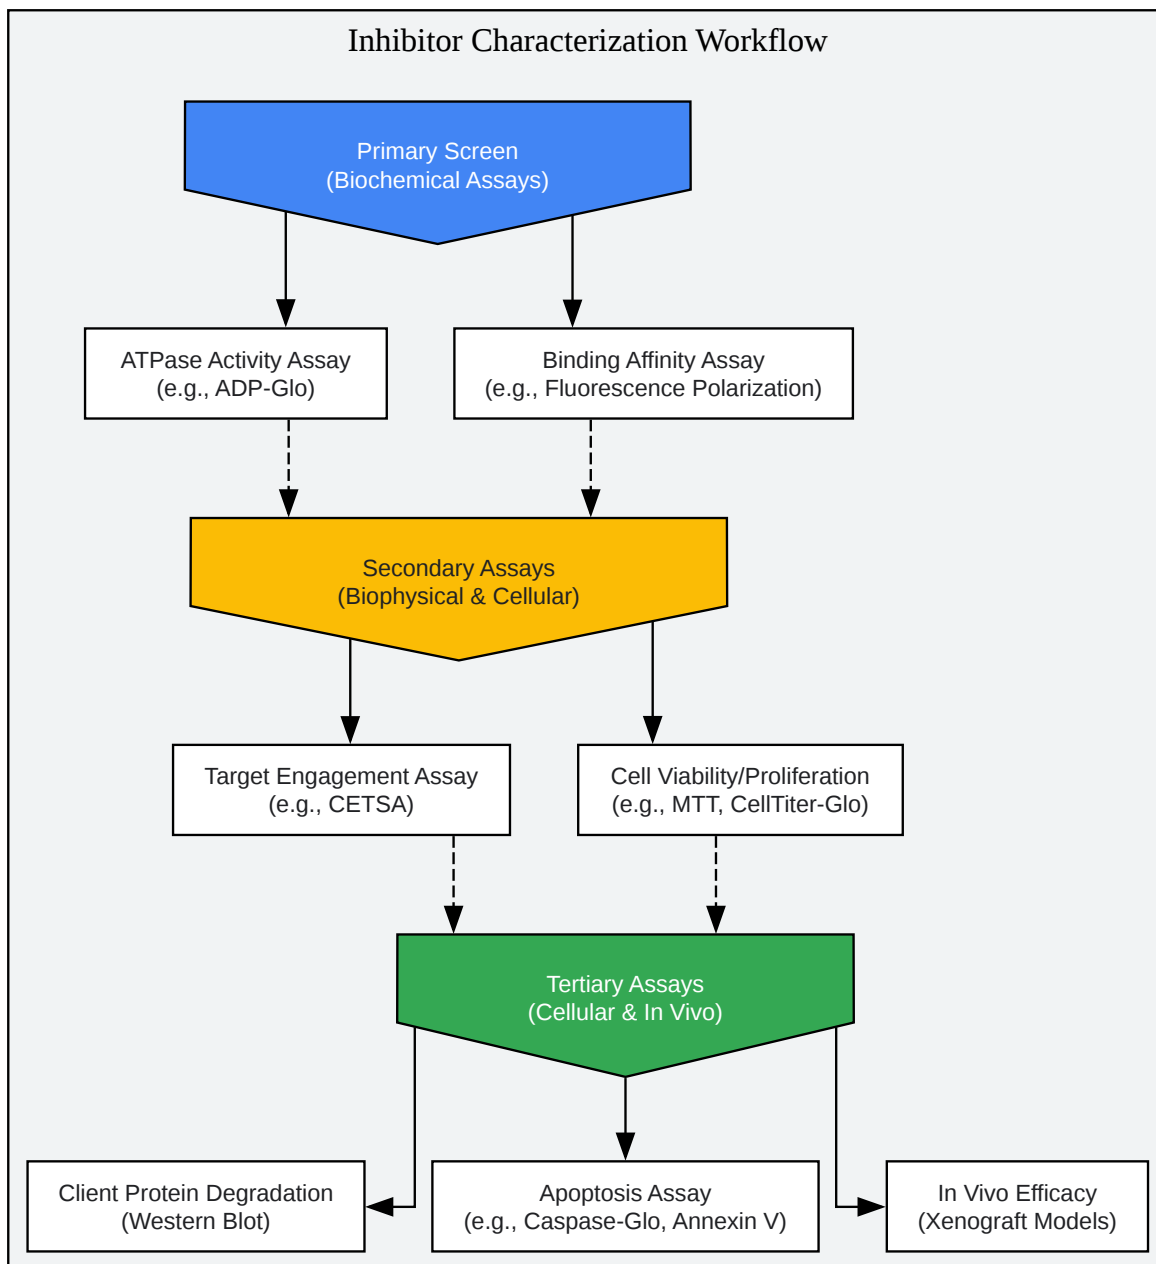 Inhibitor Characterization Workflow
Primary Screen
(Biochemical Assays)
ATPase Activity Assay
(e.g., ADP-Glo)
Binding Affinity Assay
(e.g., Fluorescence Polarization)
Secondary Assays
(Biophysical & Cellular)
Target Engagement Assay
(e.g., CETSA)
Cell Viability/Proliferation
(e.g., MTT, CellTiter-Glo)
Tertiary Assays
(Cellular & In Vivo)
Client Protein Degradation
(Western Blot)
Apoptosis Assay
(e.g., Caspase-Glo, Annexin V)
In Vivo Efficacy
(Xenograft Models)